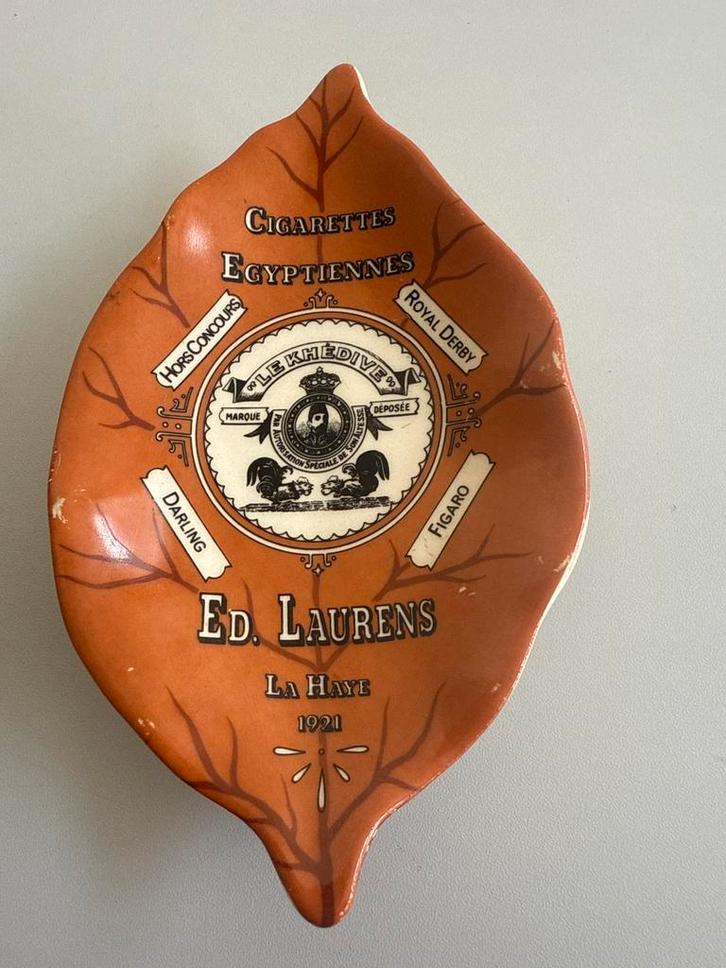 CIGARETTES
EGYPTIENNES
HORS CONCOURS
ROYAL DERBY
LE KHÉDIVE
MARQUE
DÉPOSÉE
PAR AUTORISATION SPÉCIALE DE SON ALTESSE
DARLING
FIGARO
ED. LAURENS
LA HAYE
1921